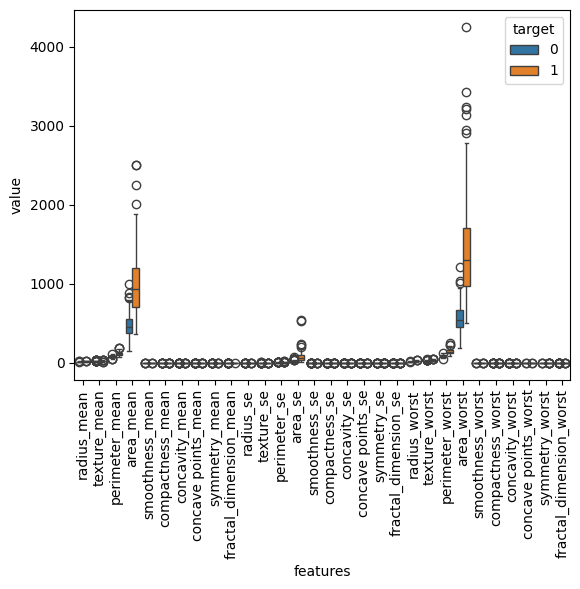 target
0
1
4000
3000
2000
1000
0
value
radius_mean
texture_mean
perimeter_mean
area_mean
smoothness_mean
compactness_mean
concavity_mean
concave points_mean
symmetry_mean
fractal_dimension_mean
radius_se
texture_se
perimeter_se
area_se
smoothness_se
compactness_se
concavity_se
concave points_se
symmetry_se
fractal_dimension_se
radius_worst
texture_worst
perimeter_worst
area_worst
smoothness_worst
compactness_worst
concavity_worst
concave points_worst
symmetry_worst
fractal_dimension_worst
features